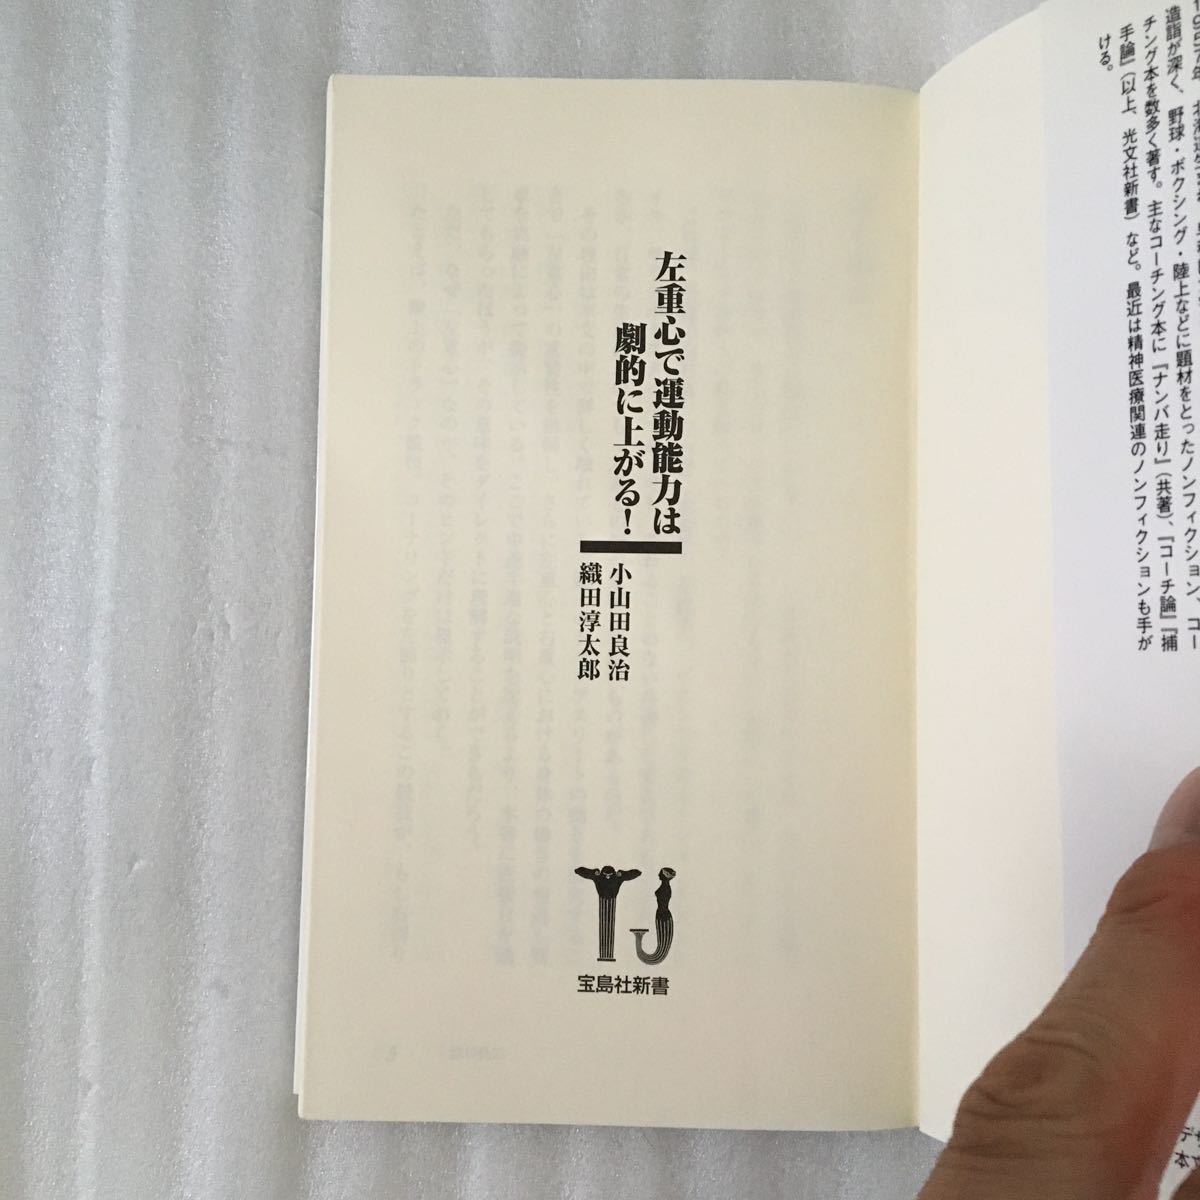 造詣が深く、野球・ボクシング・陸上などに題材をとったノンフィクション、コー
チング本を数多く著す。主なコーチング本に『ナンバ走り』(共著)、『コーチ論』『捕
手論』(以上、光文社新書)など。最近は精神医療関連のノンフィクションも手が
ける。
左重心で運動能力は
劇的に上がる!
小山田良治
織田淳太郎
TJ
宝島社新書